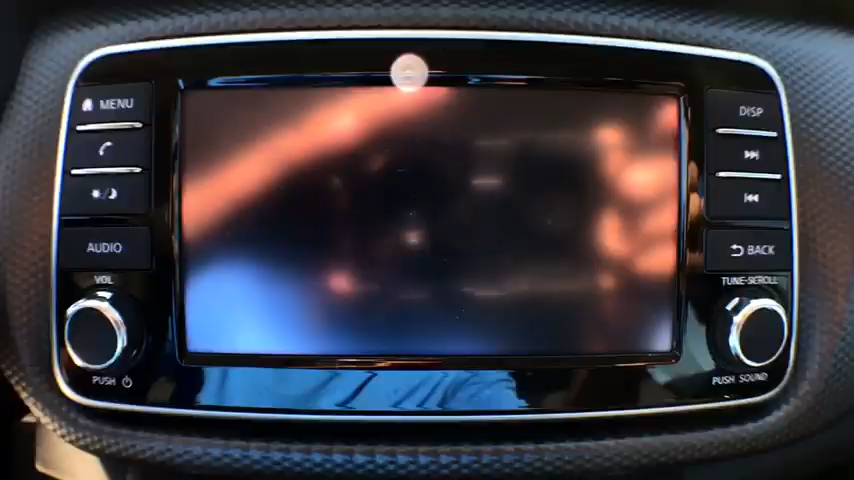 MENU
AUDIO
VOL
PUSH
DISP
BACK
TUNE·SCROLL
PUSH SOUND